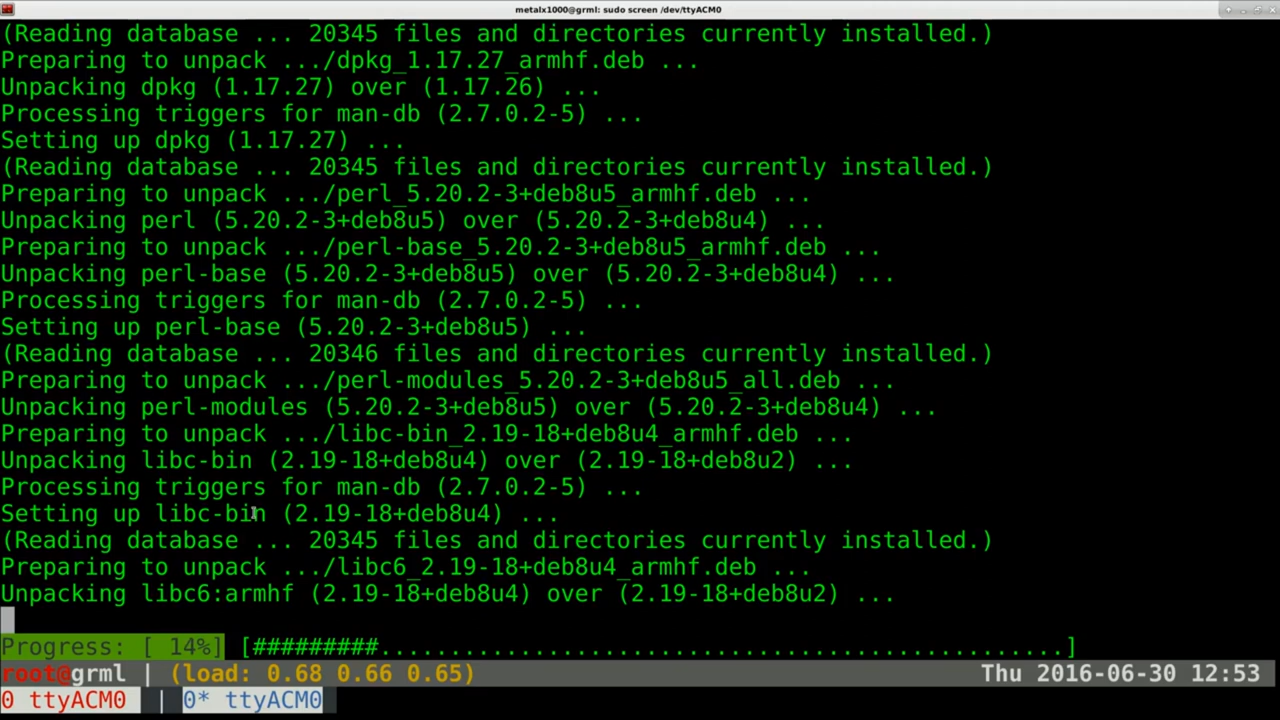 metalx1000@grml: sudo screen /dev/ttyACM0
(Reading database ... 20345 files and directories currently installed.)
Preparing to unpack .../dpkg_1.17.27_armhf.deb ...
Unpacking dpkg (1.17.27) over (1.17.26) ...
Processing triggers for man-db (2.7.0.2-5) ...
Setting up dpkg (1.17.27) ...
(Reading database ... 20345 files and directories currently installed.)
Preparing to unpack .../perl_5.20.2-3+deb8u5_armhf.deb ...
Unpacking perl (5.20.2-3+deb8u5) over (5.20.2-3+deb8u4) ...
Preparing to unpack .../perl-base_5.20.2-3+deb8u5_armhf.deb ...
Unpacking perl-base (5.20.2-3+deb8u5) over (5.20.2-3+deb8u4) ...
Processing triggers for man-db (2.7.0.2-5) ...
Setting up perl-base (5.20.2-3+deb8u5) ...
(Reading database ... 20346 files and directories currently installed.)
Preparing to unpack .../perl-modules_5.20.2-3+deb8u5_all.deb ...
Unpacking perl-modules (5.20.2-3+deb8u5) over (5.20.2-3+deb8u4) ...
Preparing to unpack .../libc-bin_2.19-18+deb8u4_armhf.deb ...
Unpacking libc-bin (2.19-18+deb8u4) over (2.19-18+deb8u2) ...
Processing triggers for man-db (2.7.0.2-5) ...
Setting up libc-bin (2.19-18+deb8u4) ...
(Reading database ... 20345 files and directories currently installed.)
Preparing to unpack .../libc6_2.19-18+deb8u4_armhf.deb ...
Unpacking libc6:armhf (2.19-18+deb8u4) over (2.19-18+deb8u2) ...
Progress: [ 14%] [#########.................................................]
root@grml | (load: 0.68 0.66 0.65) Thu 2016-06-30 12:53
0 ttyACM0 | 0* ttyACM0